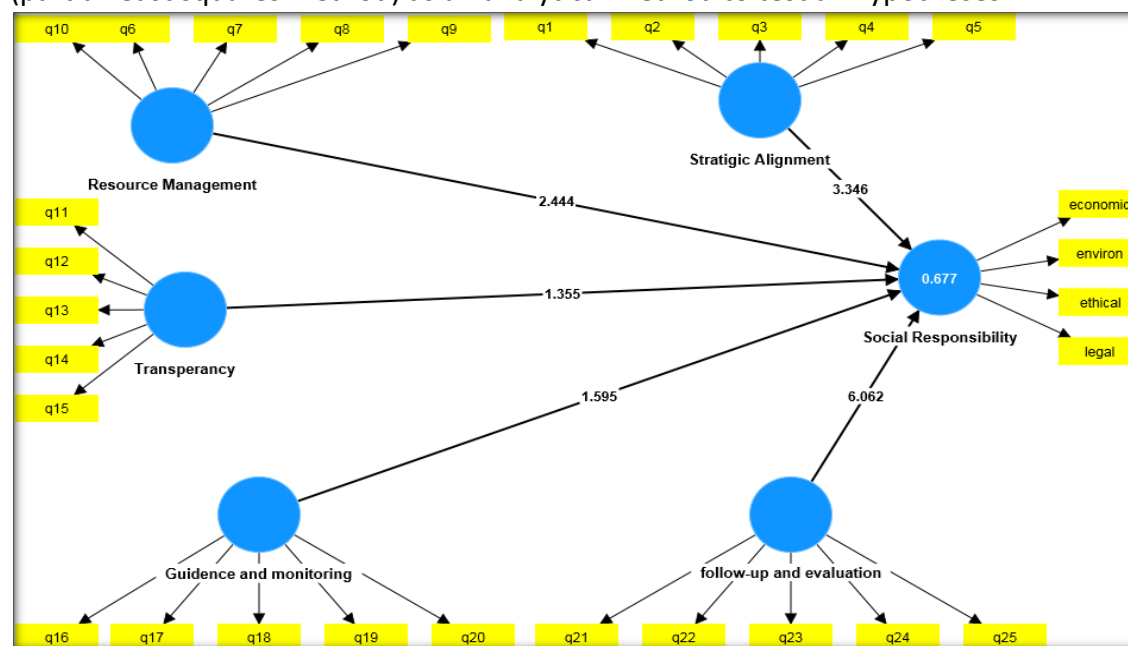 q10 q6 q7 q8 q9 q1 q2 q3 q4 q5
Resource Management
Stratigic Alignment
3.346
2.444
q11
q12
q13
q14
q15
Transperancy
1.355
economic
environ
ethical
legal
0.677
Social Responsibility
1.595
6.062
Guidence and monitoring
follow-up and evaluation
q16 q17 q18 q19 q20 q21 q22 q23 q24 q25